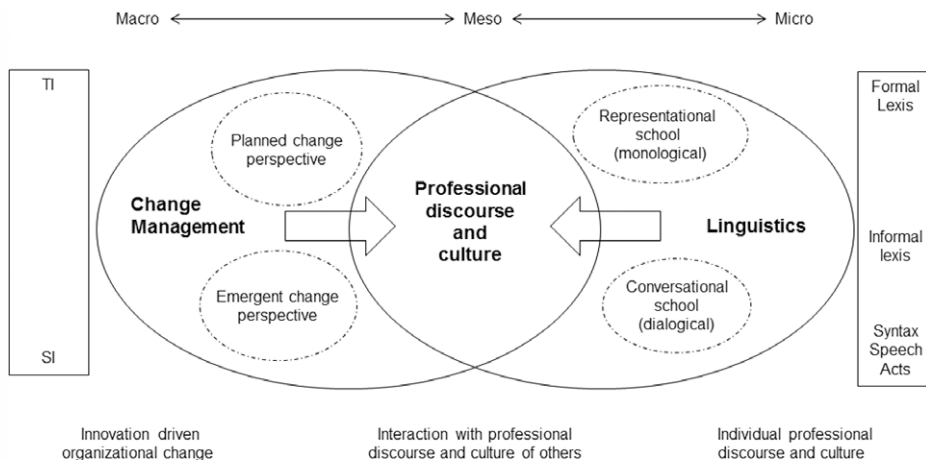 Macro
Meso
Micro
TI
SI
Planned change
perspective
Change
Management
Emergent change
perspective
Professional
discourse
and
culture
Representational
school
(monological)
Linguistics
Conversational
school
(dialogical)
Formal
Lexis
Informal
lexis
Syntax
Speech
Acts
Innovation driven
organizational change
Interaction with professional
discourse and culture of others
Individual professional
discourse and culture